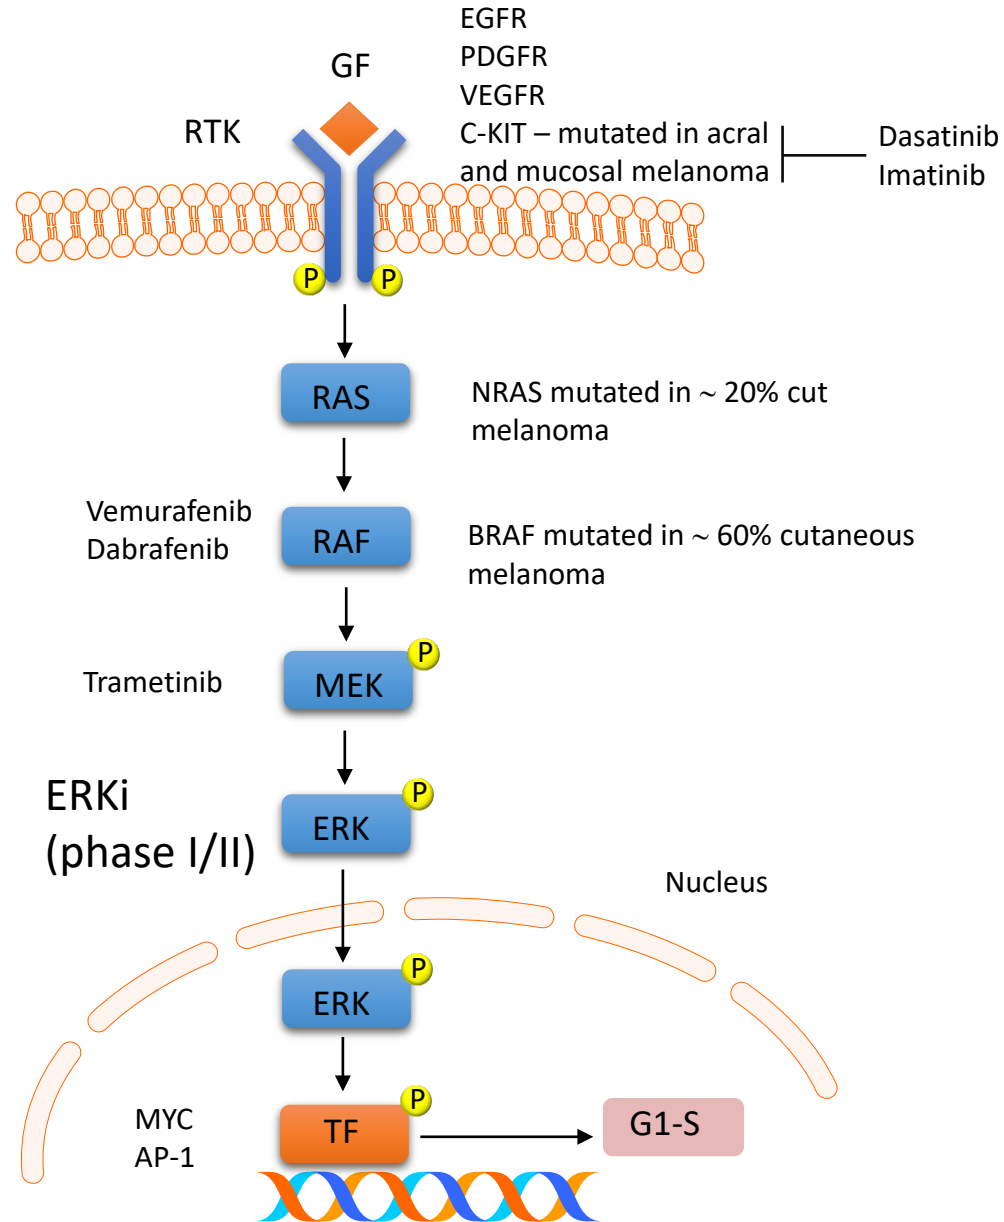 EGFR
PDGFR
VEGFR
C-KIT – mutated in acral
and mucosal melanoma
Dasatinib
Imatinib
GF
RTK
P
P
RAS
NRAS mutated in ~ 20% cut
melanoma
Vemurafenib
Dabrafenib
RAF
BRAF mutated in ~ 60% cutaneous
melanoma
Trametinib
MEK
P
ERKi
(phase I/II)
ERK
P
Nucleus
ERK
P
MYC
AP-1
TF
P
G1-S